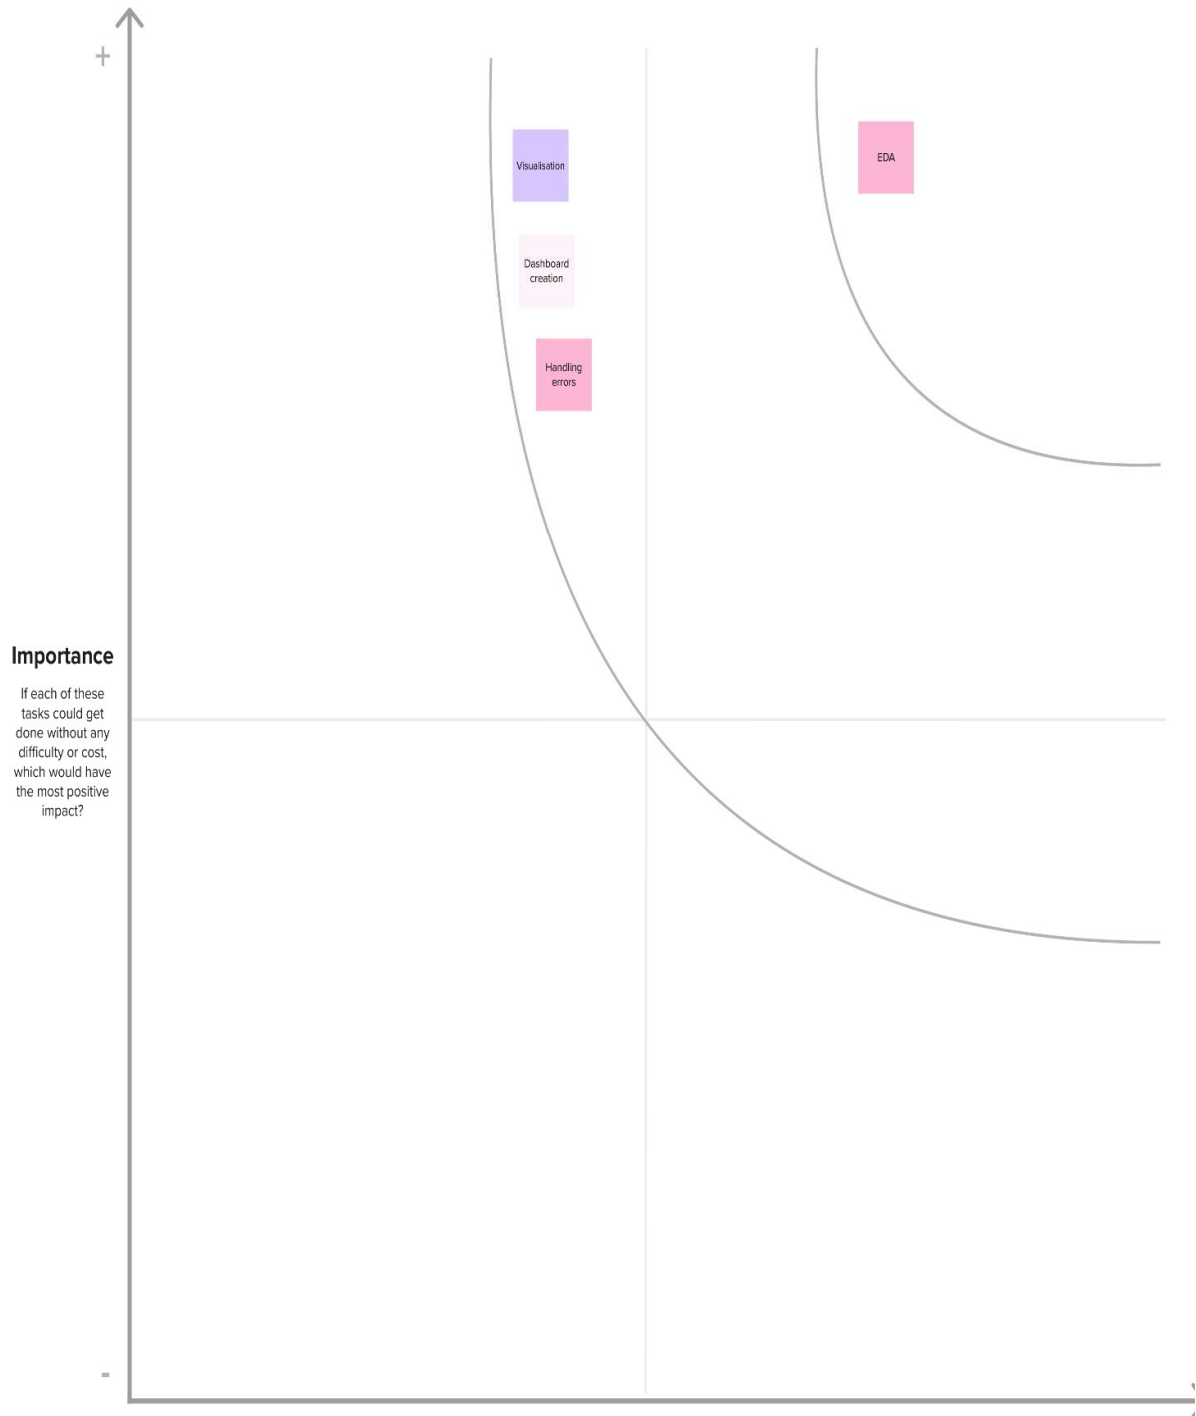 +
Visualisation
EDA
Dashboard
creation
Handling
errors
Importance
If each of these
tasks could get
done without any
difficulty or cost,
which would have
the most positive
impact?
-